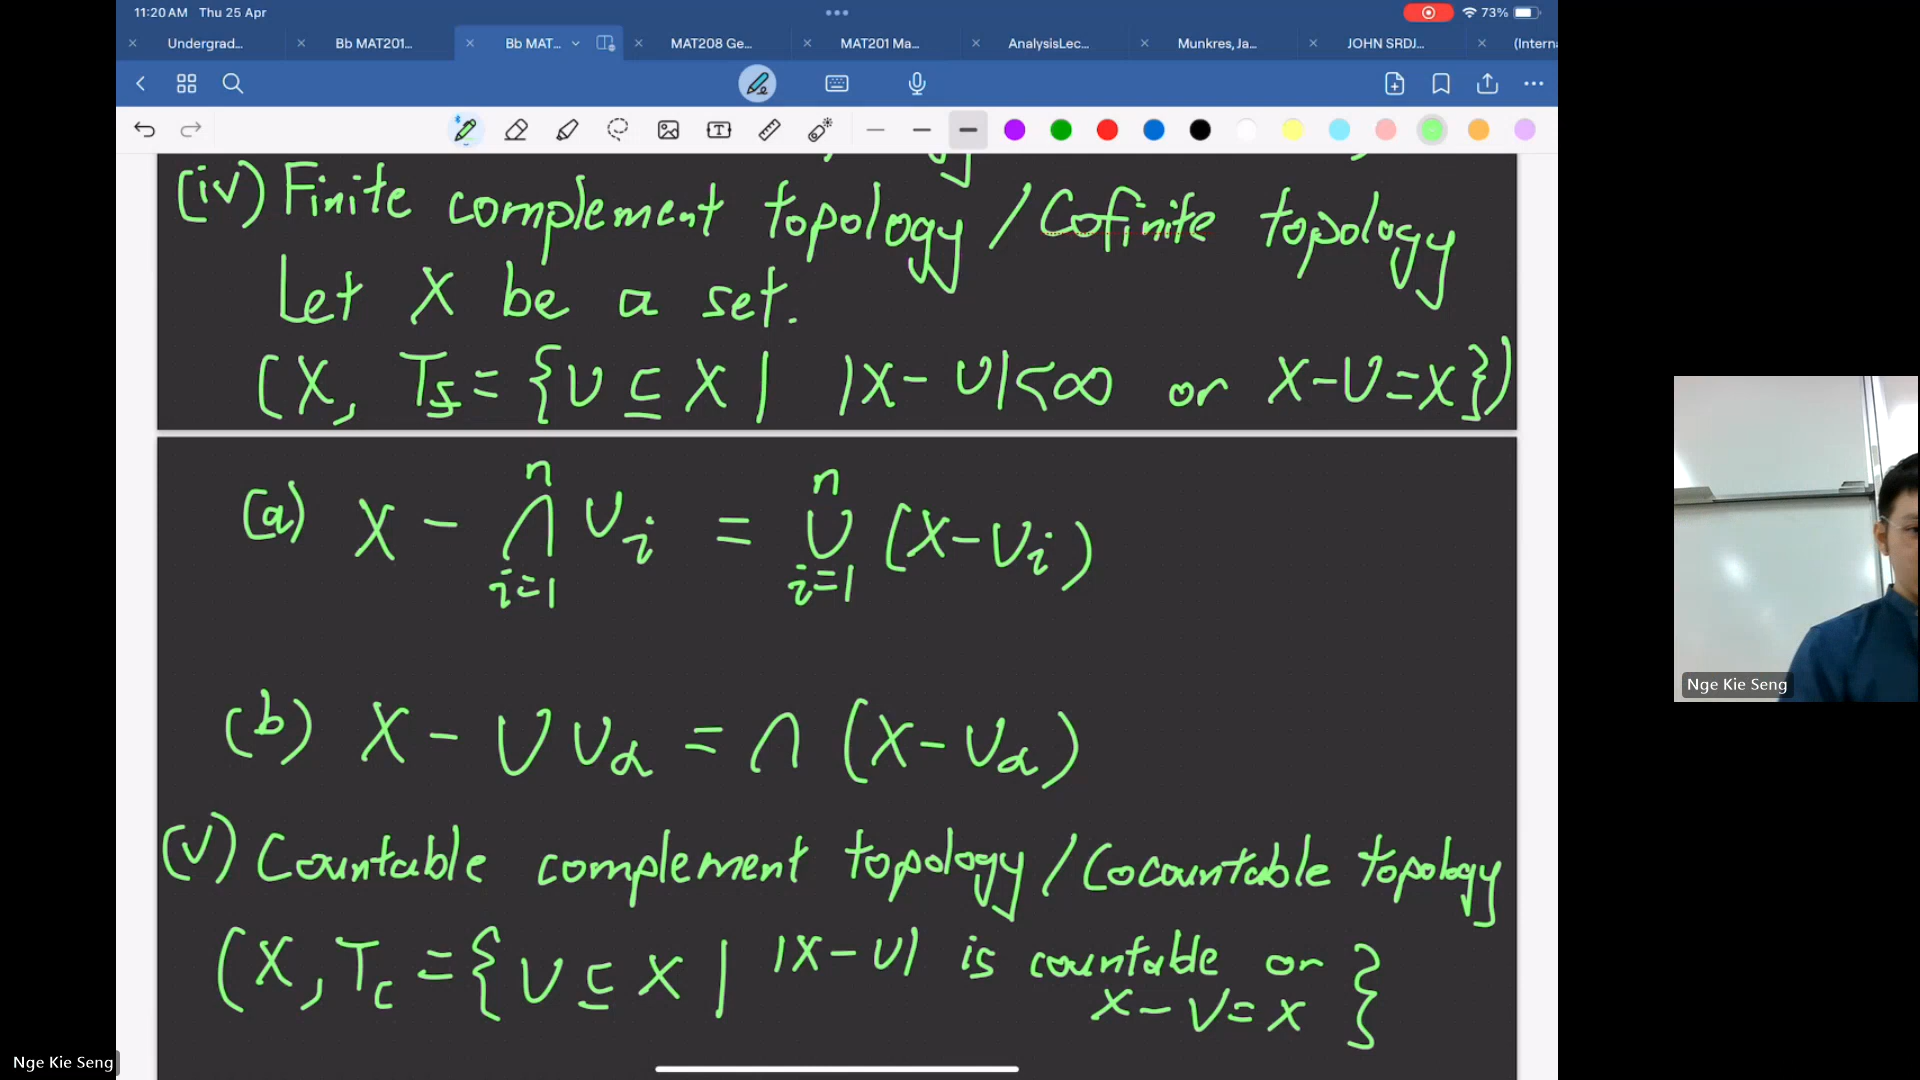 11:20 AM Thu 25 Apr
73%
Undergrad...
Bb MAT201...
Bb MAT...
MAT208 Ge...
MAT201 Ma...
AnalysisLec...
Munkres, Ja...
JOHN SRDJ...
(Intern
(iv) Finite complement topology / Cofinite topology
Let X be a set.
(X, T_f = {U ⊆ X | |X - U| < ∞ or X - U = X})
(a) X - ⋂_{i=1}^{n} U_i = ⋃_{i=1}^{n} (X - U_i)
(b) X - ⋃ U_α = ⋂ (X - U_α)
(v) Countable complement topology / Cocountable topology
(X, T_c = {U ⊆ X | |X - U| is countable or
X - U = X }
Nge Kie Seng
Nge Kie Seng